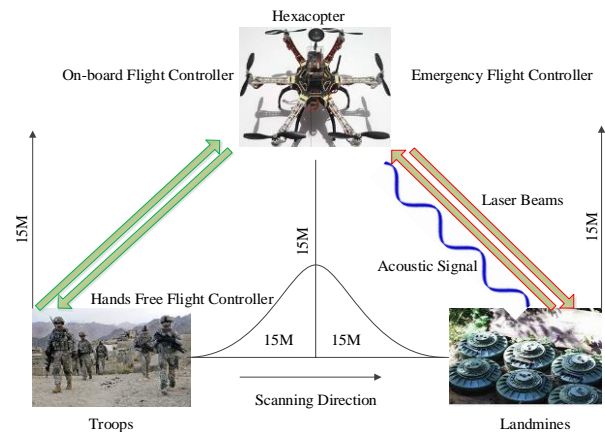 Hexacopter
On-board Flight Controller
Emergency Flight Controller
15M
15M
15M
Laser Beams
Acoustic Signal
Hands Free Flight Controller
15M
15M
Scanning Direction
Troops
Landmines